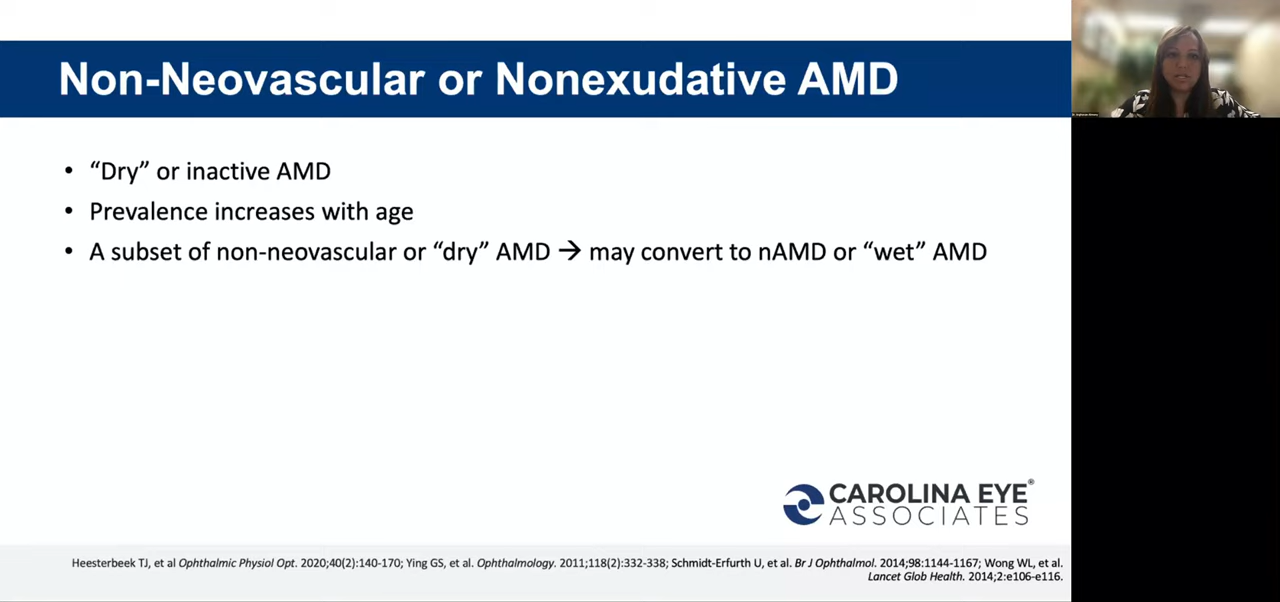 Non-Neovascular or Nonexudative AMD
• “Dry” or inactive AMD
• Prevalence increases with age
• A subset of non-neovascular or “dry” AMD → may convert to nAMD or “wet” AMD
CAROLINA EYE®
ASSOCIATES
Heesterbeek TJ, et al Ophthalmic Physiol Opt. 2020;40(2):140-170; Ying GS, et al. Ophthalmology. 2011;118(2):332-338; Schmidt-Erfurth U, et al. Br J Ophthalmol. 2014;98:1144-1167; Wong WL, et al.
Lancet Glob Health. 2014;2:e106-e116.